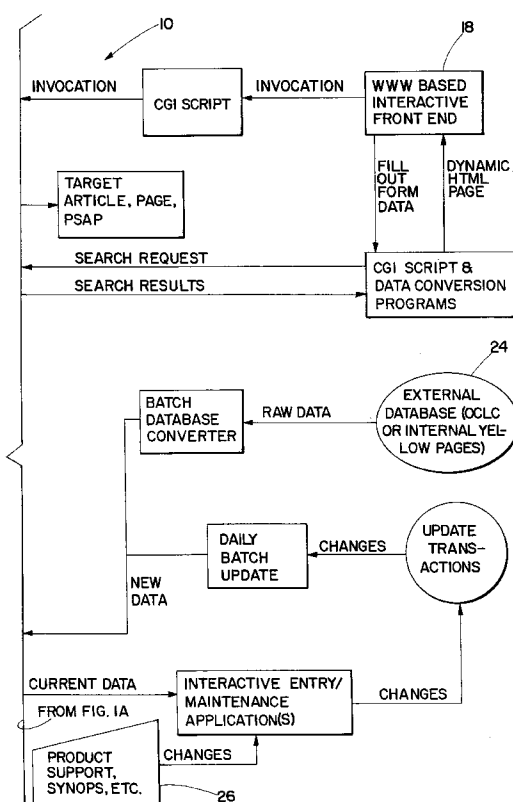 10
18
INVOCATION
INVOCATION
CGI SCRIPT
WWW BASED
INTERACTIVE
FRONT END
TARGET
ARTICLE, PAGE,
PSAP
FILL
OUT
FORM
DATA
DYNAMIC
HTML
PAGE
SEARCH REQUEST
SEARCH RESULTS
CGI SCRIPT &
DATA CONVERSION
PROGRAMS
24
BATCH
DATABASE
CONVERTER
RAW DATA
EXTERNAL
DATABASE (OCLC
OR INTERNAL YEL-
LOW PAGES)
DAILY
BATCH
UPDATE
CHANGES
UPDATE
TRANS-
ACTIONS
NEW
DATA
CURRENT DATA
INTERACTIVE ENTRY/
MAINTENANCE
APPLICATION(S)
CHANGES
FROM FIG. 1A
PRODUCT
SUPPORT,
SYNOPS, ETC.
CHANGES
26